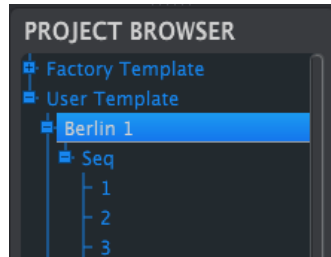 PROJECT BROWSER
Factory Template
User Template
Berlin 1
Seq
1
2
3